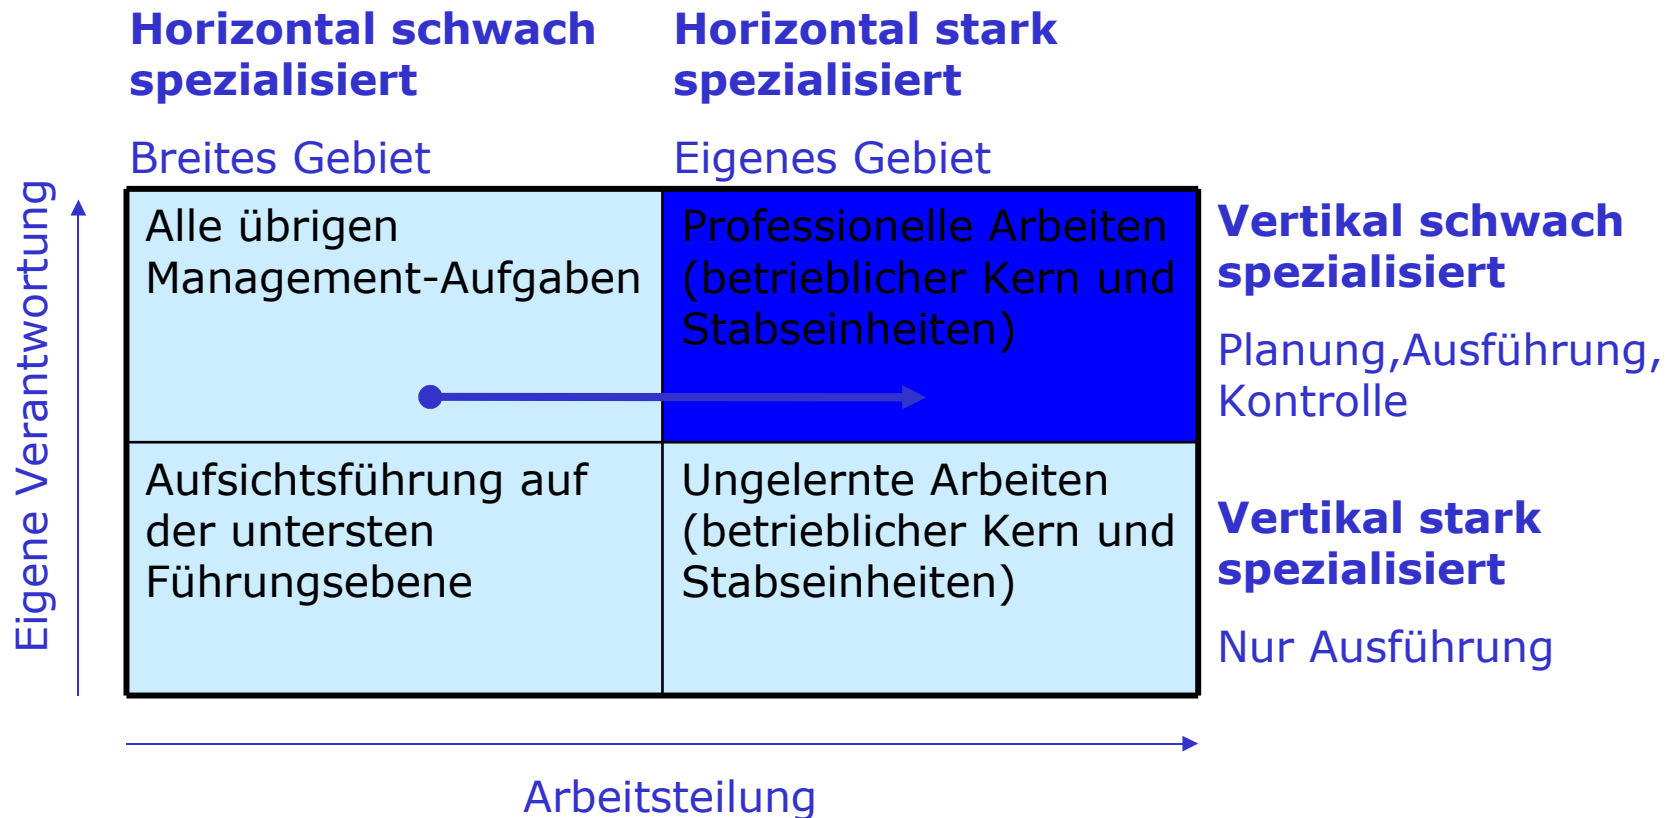 Horizontal schwach
spezialisiert
Breites Gebiet
Horizontal stark
spezialisiert
Eigenes Gebiet
Eigene Verantwortung
Alle übrigen
Management-Aufgaben
Professionelle Arbeiten
(betrieblicher Kern und
Stabseinheiten)
Vertikal schwach
spezialisiert
Planung,Ausführung,
Kontrolle
Aufsichtsführung auf
der untersten
Führungsebene
Ungelernte Arbeiten
(betrieblicher Kern und
Stabseinheiten)
Vertikal stark
spezialisiert
Nur Ausführung
Arbeitsteilung